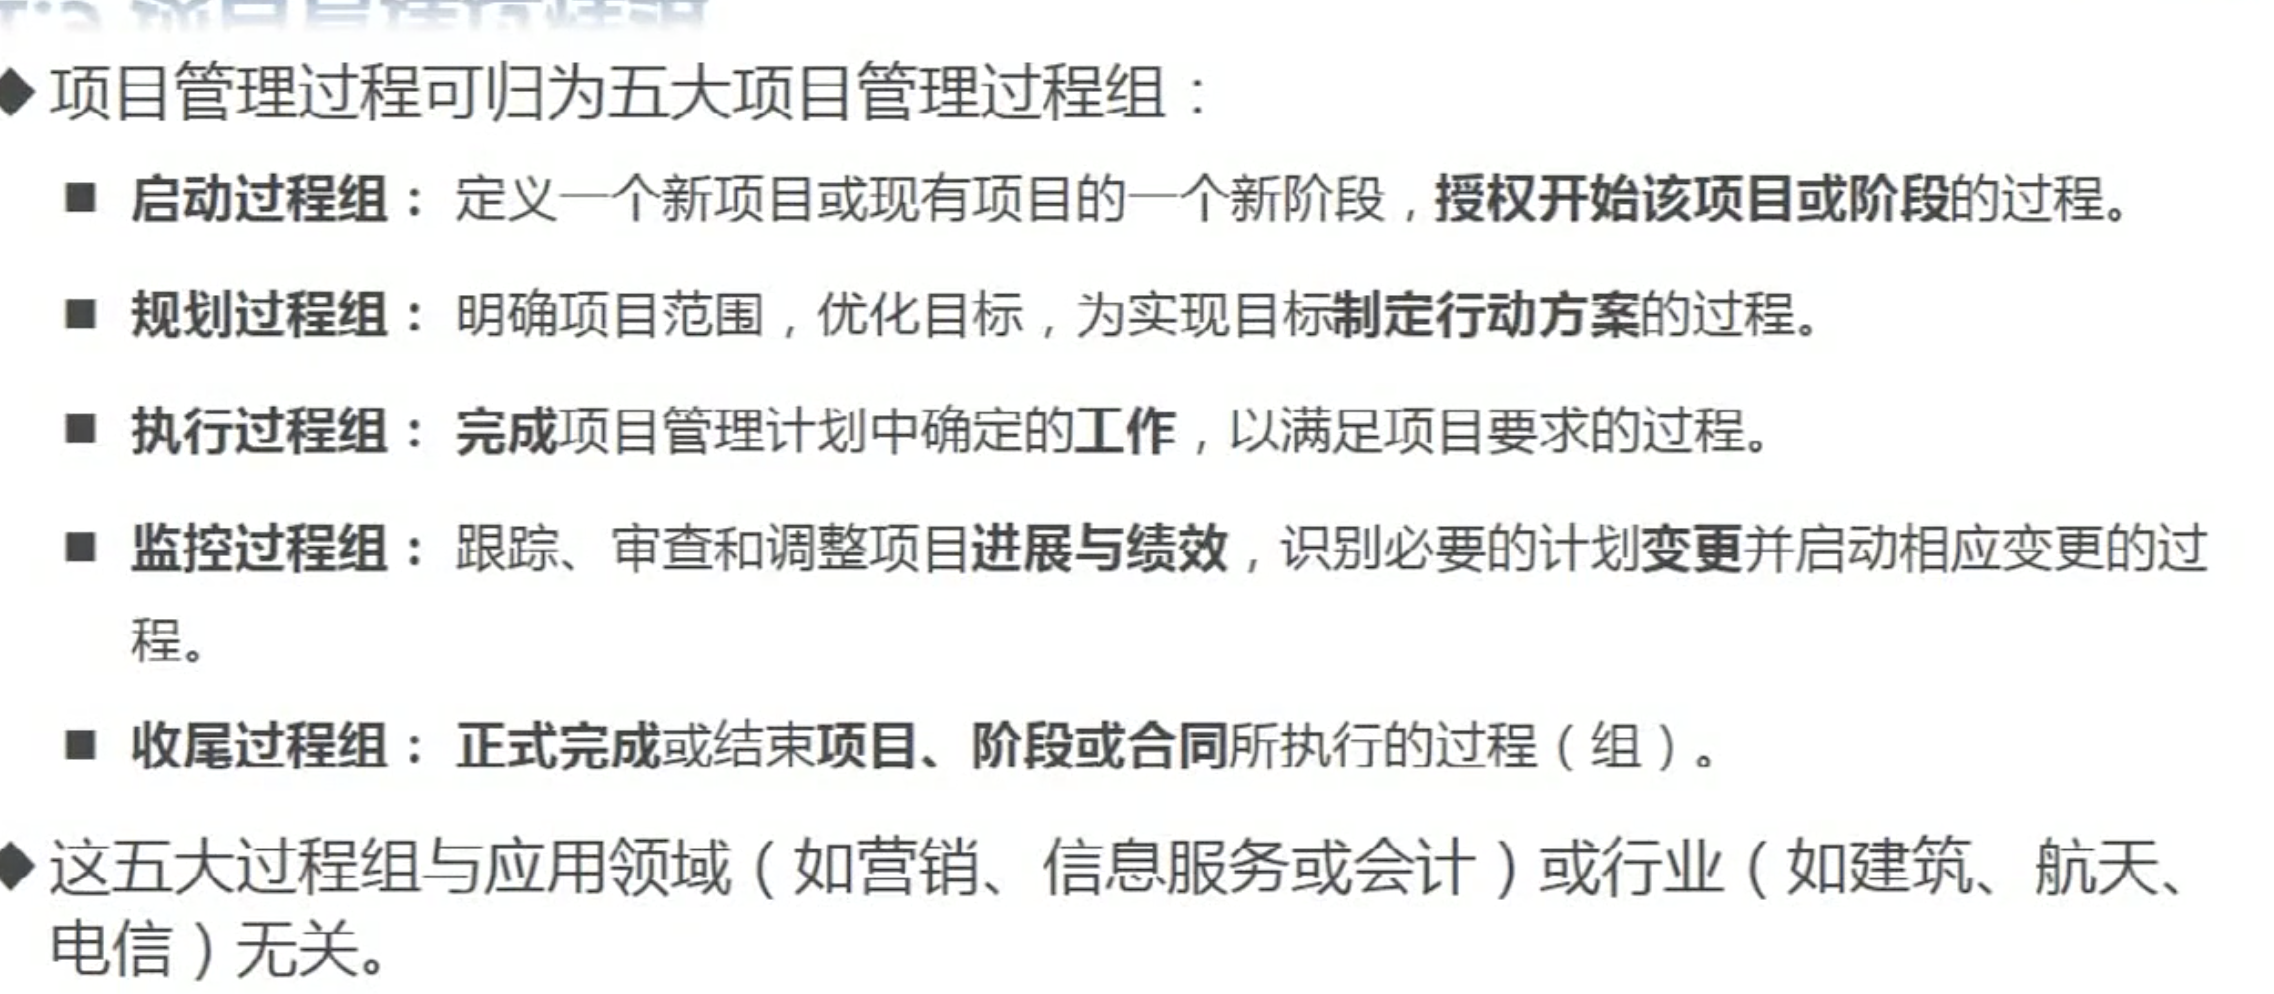 ◆项目管理过程可归为五大项目管理过程组：
■ 启动过程组： 定义一个新项目或现有项目的一个新阶段，授权开始该项目或阶段的过程。
■ 规划过程组： 明确项目范围，优化目标，为实现目标制定行动方案的过程。
■ 执行过程组： 完成项目管理计划中确定的工作，以满足项目要求的过程。
■ 监控过程组： 跟踪、审查和调整项目进展与绩效，识别必要的计划变更并启动相应变更的过
程。
■ 收尾过程组： 正式完成或结束项目、阶段或合同所执行的过程（组）。
◆这五大过程组与应用领域（如营销、信息服务或会计）或行业（如建筑、航天、
电信）无关。